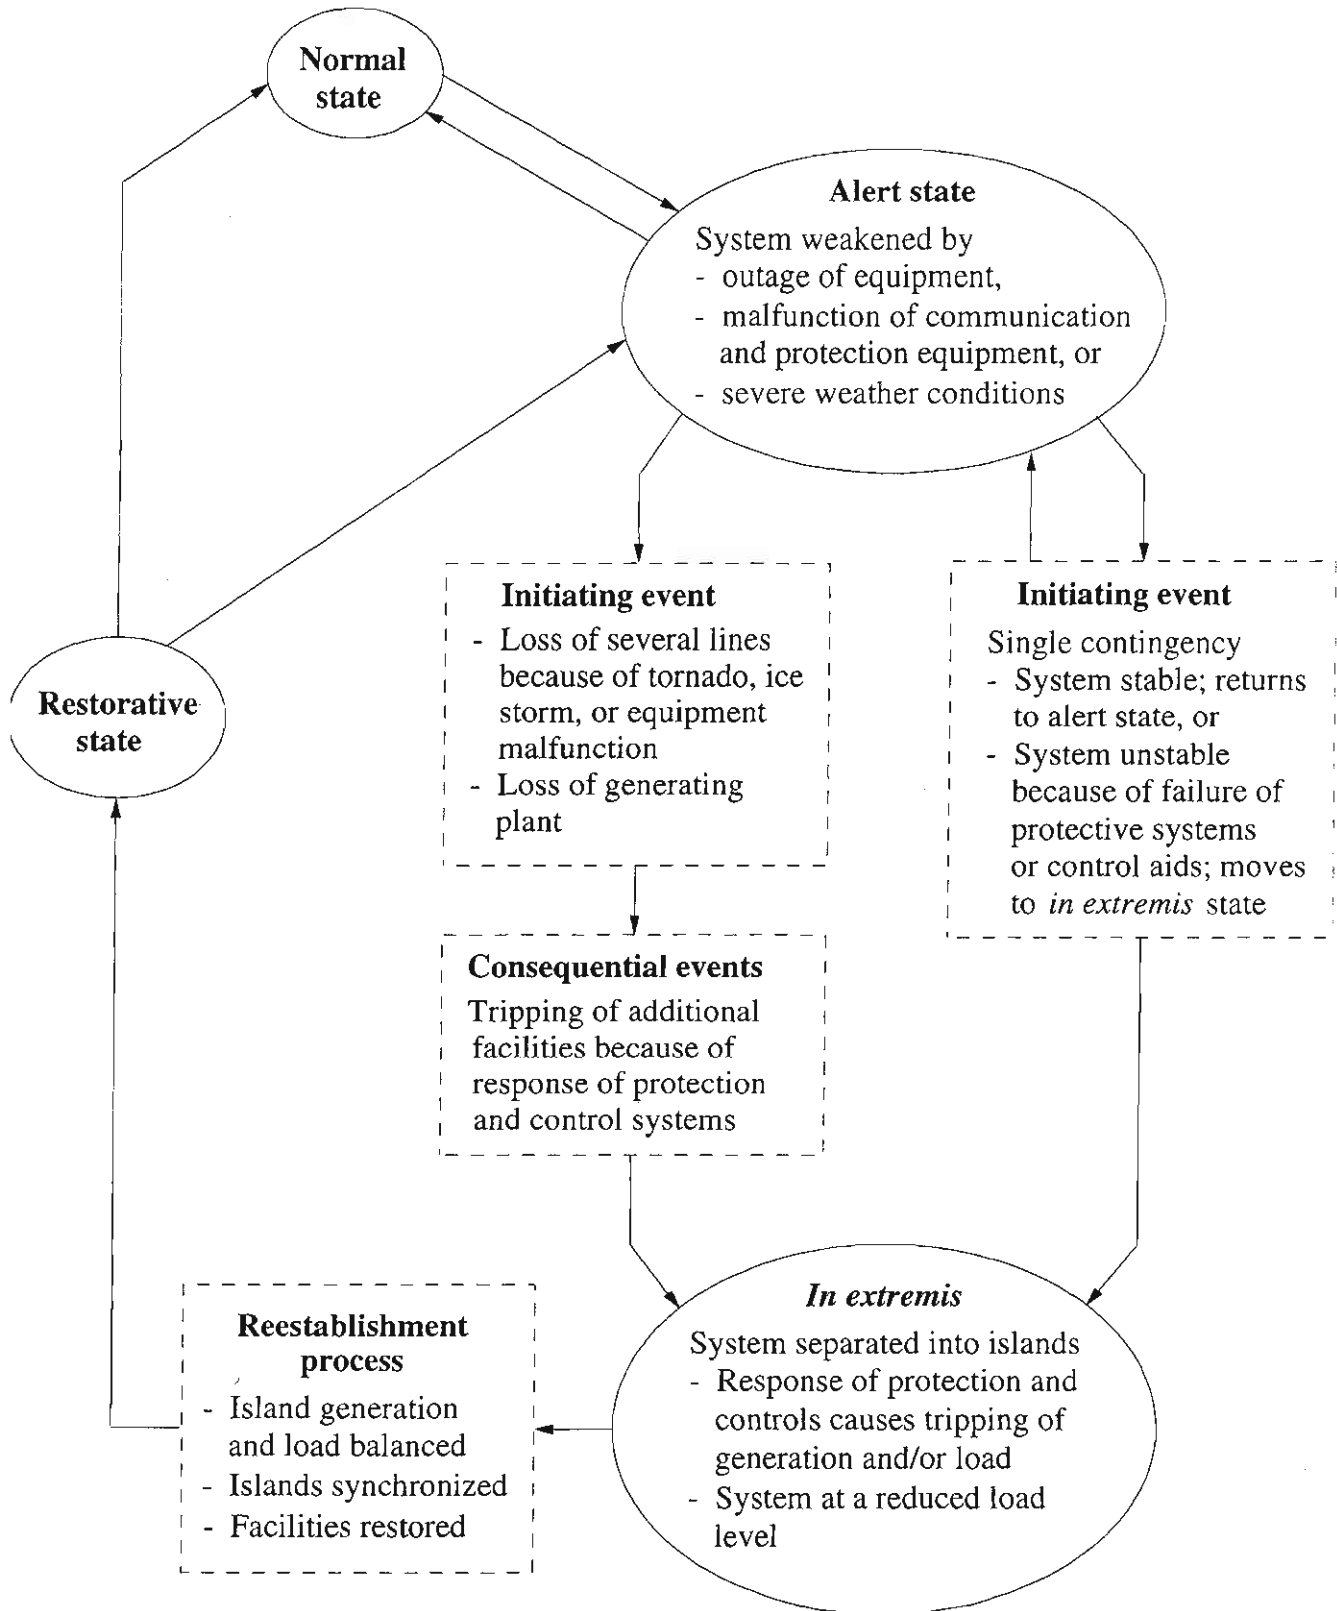 Normal
state
Alert state
System weakened by
- outage of equipment,
- malfunction of communication
and protection equipment, or
- severe weather conditions
Initiating event
- Loss of several lines
because of tornado, ice
storm, or equipment
malfunction
- Loss of generating
plant
Initiating event
Single contingency
- System stable; returns
to alert state, or
- System unstable
because of failure of
protective systems
or control aids; moves
to in extremis state
Restorative
state
Consequential events
Tripping of additional
facilities because of
response of protection
and control systems
Reestablishment
process
- Island generation
and load balanced
- Islands synchronized
- Facilities restored
In extremis
System separated into islands
- Response of protection and
controls causes tripping of
generation and/or load
- System at a reduced load
level